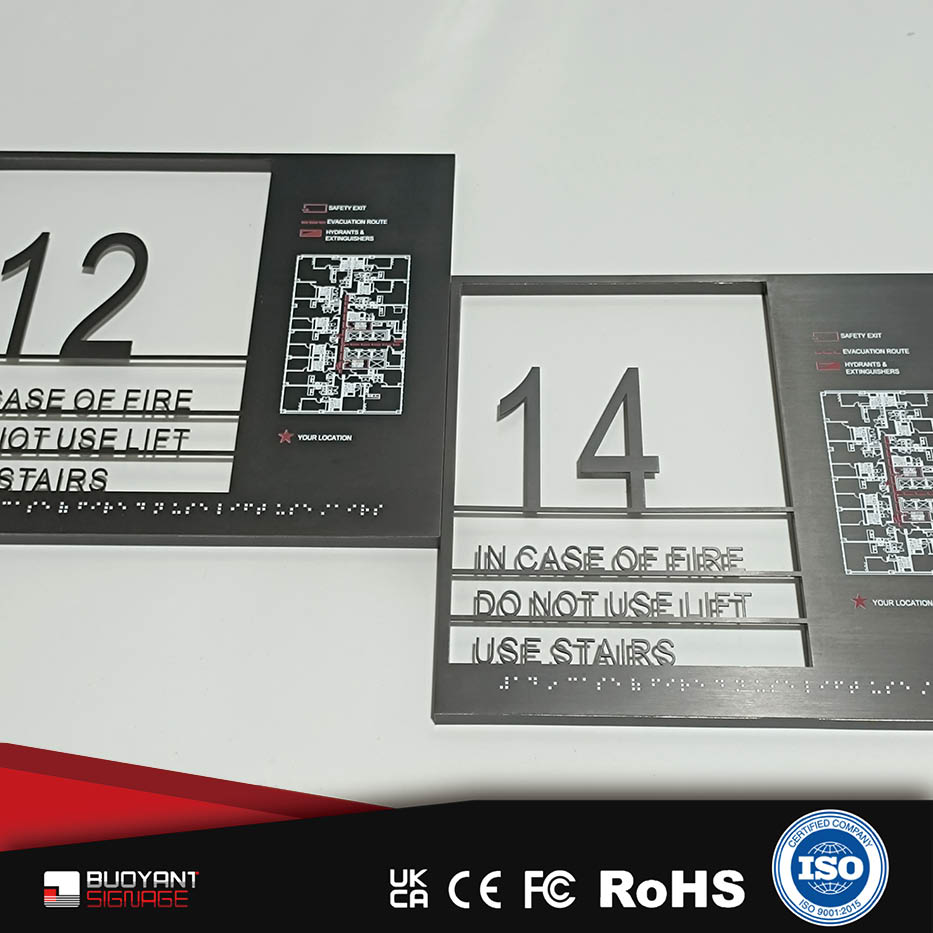 12
CASE OF FIRE
NOT USE LIFT
STAIRS
SAFETY EXIT
EVACUATION ROUTE
HYDRANTS &
EXTINGUISHERS
YOUR LOCATION
14
IN CASE OF FIRE
DO NOT USE LIFT
USE STAIRS
SAFETY EXIT
EVACUATION ROUTE
HYDRANTS &
EXTINGUISHERS
YOUR LOCATION
BUOYANT
SIGNAGE
UK
CA
CE
FC
RoHS
CERTIFIED COMPANY
ISO
ISO 9001:2015